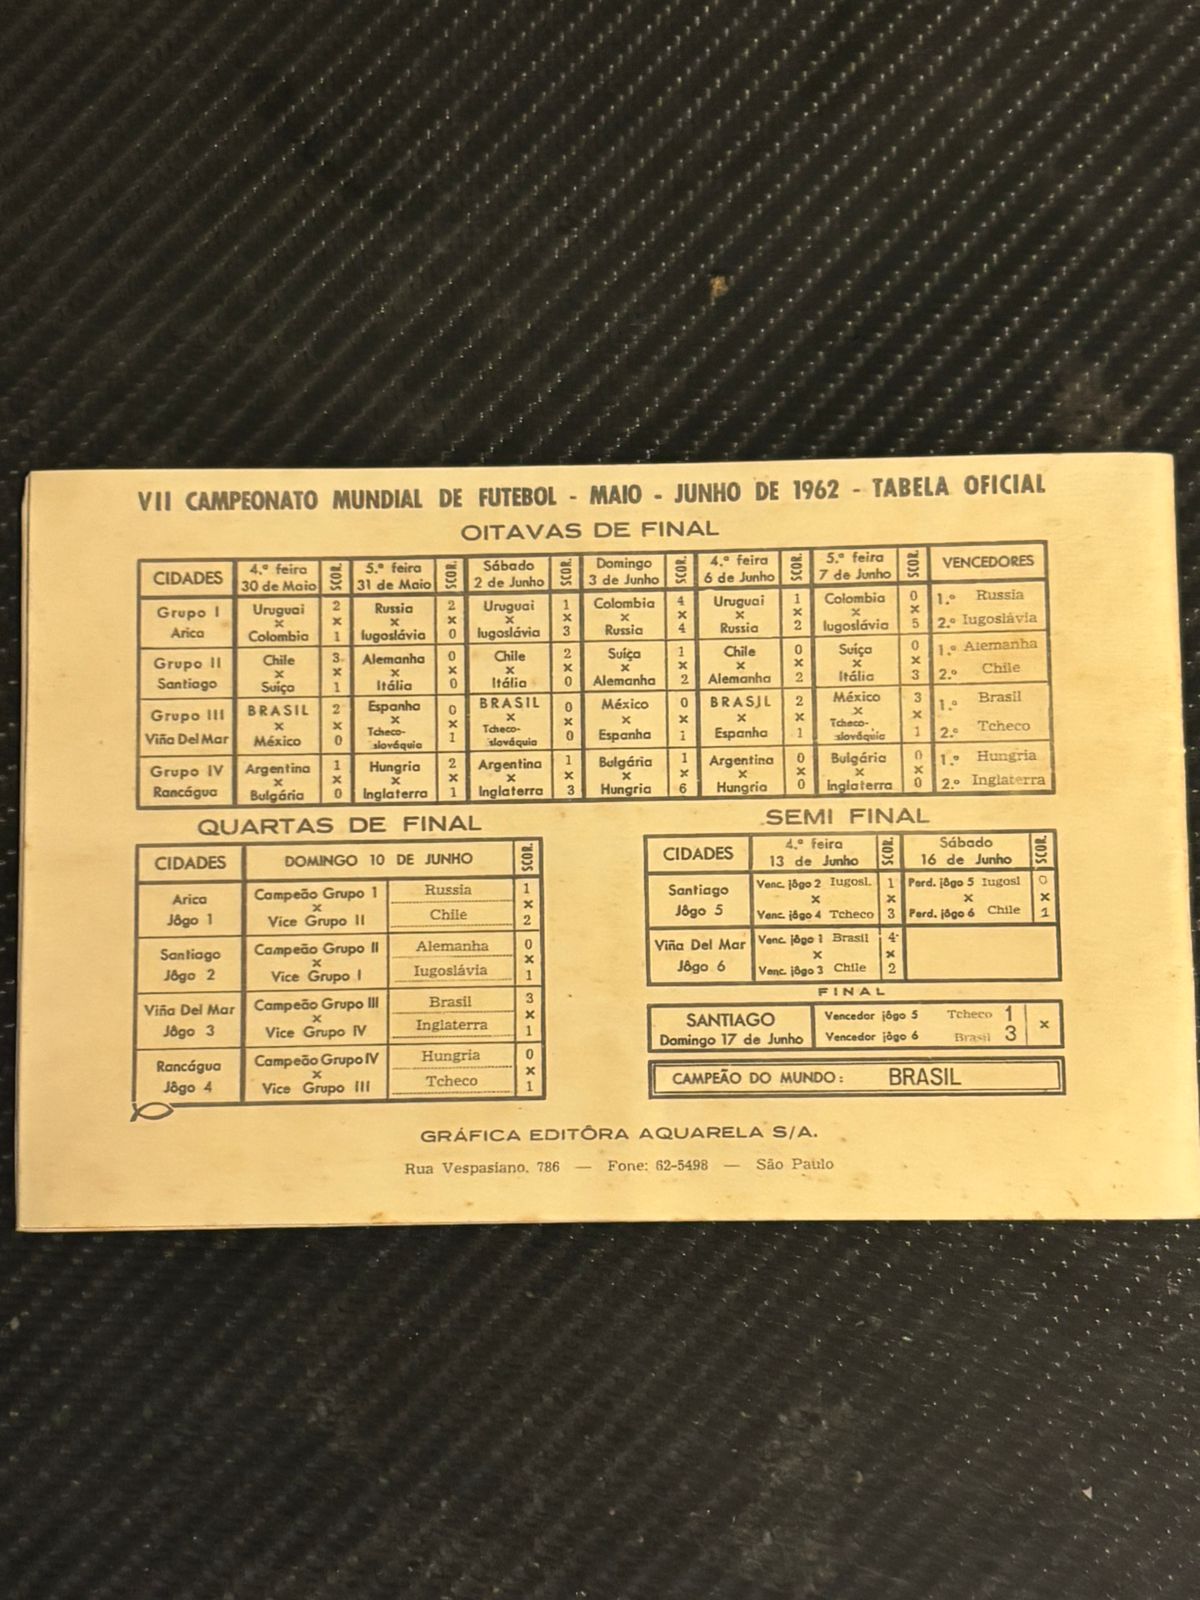 VII CAMPEONATO MUNDIAL DE FUTEBOL - MAIO - JUNHO DE 1962 - TABELA OFICIAL
OITAVAS DE FINAL
CIDADES 4.ª feira 30 de Maio SCOR. 5.ª feira 31 de Maio SCOR. Sábado 2 de Junho SCOR. Domingo 3 de Junho SCOR. 4.ª feira 6 de Junho SCOR. 5.ª feira 7 de Junho SCOR. VENCEDORES
Grupo I Uruguai 2 Russia 2 Uruguai 1 Colombia 4 Uruguai 1 Colombia 0 1.º Russia
x x x x x x x x x x x x
Arica Colombia 1 Iugoslávia 0 Iugoslávia 3 Russia 4 Russia 2 Iugoslávia 5 2.º Iugoslávia
Grupo II Chile 3 Alemanha 0 Chile 2 Suíça 1 Chile 0 Suíça 0 1.º Alemanha
x x x x x x x x x x x x
Santiago Suíça 1 Itália 0 Itália 0 Alemanha 2 Alemanha 2 Itália 3 2.º Chile
Grupo III BRASIL 2 Espanha 0 BRASIL 0 México 0 BRASIL 2 México 3 1.º Brasil
x x x x x x x x x x x x
Viña Del Mar México 0 Tcheco-slováquia 1 Tcheco-slováquia 0 Espanha 1 Espanha 1 Tcheco-slováquia 1 2.º Tcheco
Grupo IV Argentina 1 Hungria 2 Argentina 1 Bulgária 1 Argentina 0 Bulgária 0 1.º Hungria
x x x x x x x x x x x x
Rancágua Bulgária 0 Inglaterra 1 Inglaterra 3 Hungria 6 Hungria 0 Inglaterra 0 2.º Inglaterra
QUARTAS DE FINAL
CIDADES DOMINGO 10 DE JUNHO SCOR.
Arica Campeão Grupo I Russia 1
x x
Jôgo 1 Vice Grupo II Chile 2
Santiago Campeão Grupo II Alemanha 0
x x
Jôgo 2 Vice Grupo I Iugoslávia 1
Viña Del Mar Campeão Grupo III Brasil 3
x x
Jôgo 3 Vice Grupo IV Inglaterra 1
Rancágua Campeão Grupo IV Hungria 0
x x
Jôgo 4 Vice Grupo III Tcheco 1
SEMI FINAL
CIDADES 4.ª feira 13 de Junho SCOR. Sábado 16 de Junho SCOR.
Santiago Venc. jôgo 2 Iugosl. 1 Perd. jôgo 5 Iugosl 0
x x x x
Jôgo 5 Venc. jôgo 4 Tcheco 3 Perd. jôgo 6 Chile 1
Viña Del Mar Venc. jôgo 1 Brasil 4
x x
Jôgo 6 Venc. jôgo 3 Chile 2
FINAL
SANTIAGO Vencedor jôgo 5 Tcheco 1
x
Domingo 17 de Junho Vencedor jôgo 6 Brasil 3
CAMPEÃO DO MUNDO: BRASIL
GRÁFICA EDITÔRA AQUARELA S/A.
Rua Vespasiano, 786 — Fone: 62-5498 — São Paulo